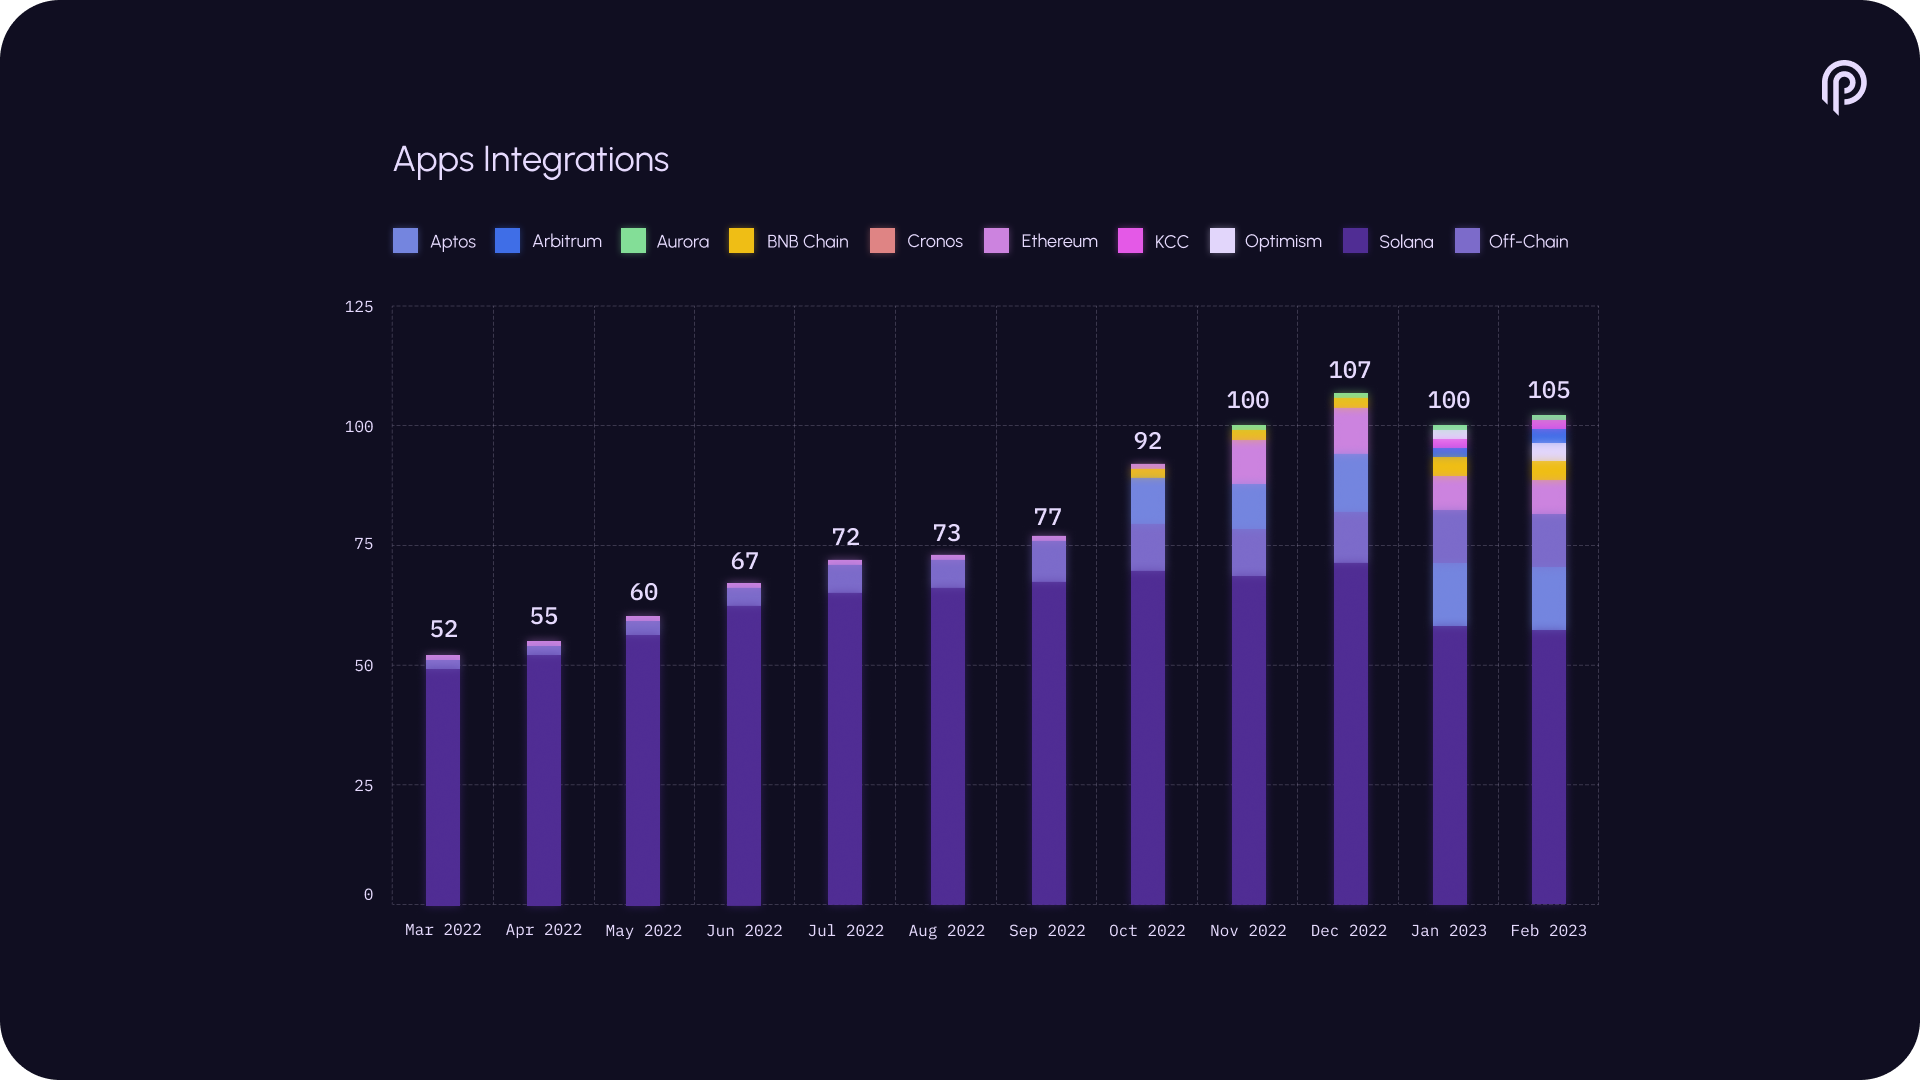 Apps Integrations
Aptos Arbitrum Aurora BNB Chain Cronos Ethereum KCC Optimism Solana Off-Chain
125
100
75
50
25
0
52 55 60 67 72 73 77 92 100 107 100 105
Mar 2022 Apr 2022 May 2022 Jun 2022 Jul 2022 Aug 2022 Sep 2022 Oct 2022 Nov 2022 Dec 2022 Jan 2023 Feb 2023